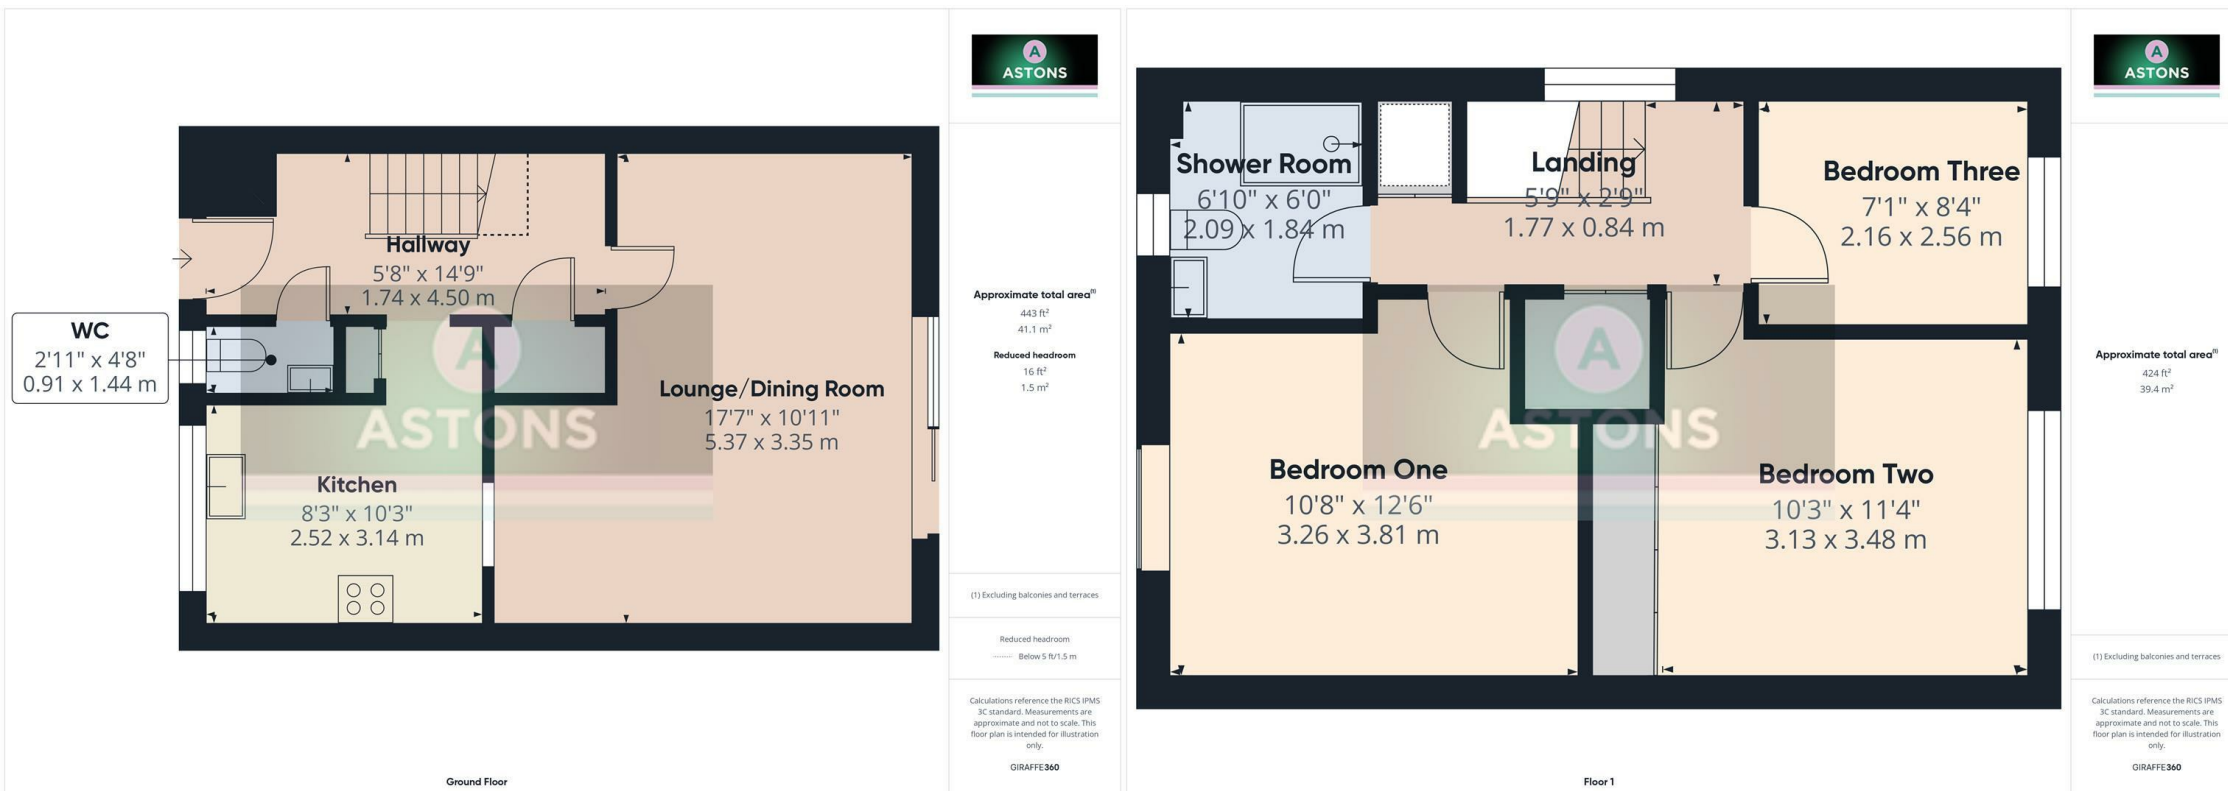 A
ASTONS
Hallway
5'8" x 14'9"
1.74 x 4.50 m
WC
2'11" x 4'8"
0.91 x 1.44 m
A
ASTONS
Lounge/Dining Room
17'7" x 10'11"
5.37 x 3.35 m
Kitchen
8'3" x 10'3"
2.52 x 3.14 m
Approximate total area(1)
443 ft²
41.1 m²
Reduced headroom
16 ft²
1.5 m²
(1) Excluding balconies and terraces
Reduced headroom
Below 5 ft/1.5 m
Calculations reference the RICS IPMS
3C standard. Measurements are
approximate and not to scale. This
floor plan is intended for illustration
only.
GIRAFFE360
Ground Floor
A
ASTONS
Shower Room
6'10" x 6'0"
2.09 x 1.84 m
Landing
5'9" x 2'9"
1.77 x 0.84 m
Bedroom Three
7'1" x 8'4"
2.16 x 2.56 m
A
ASTONS
Bedroom One
10'8" x 12'6"
3.26 x 3.81 m
Bedroom Two
10'3" x 11'4"
3.13 x 3.48 m
Approximate total area(1)
424 ft²
39.4 m²
(1) Excluding balconies and terraces
Calculations reference the RICS IPMS
3C standard. Measurements are
approximate and not to scale. This
floor plan is intended for illustration
only.
GIRAFFE360
Floor 1